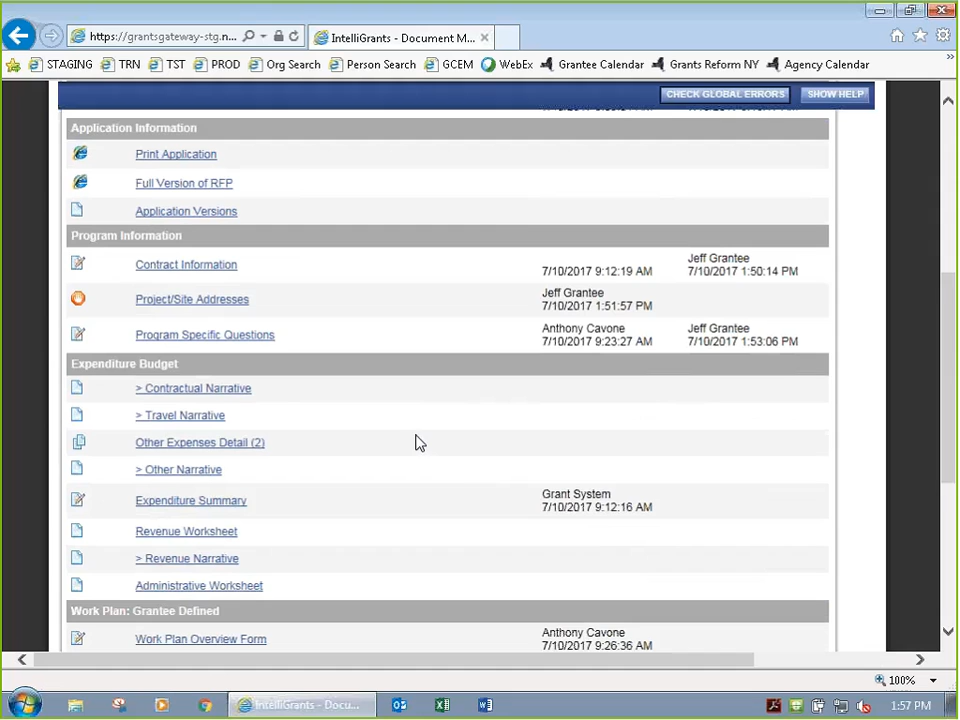 https://grantsgateway-stg.n...
IntelliGrants - Document M...
STAGING
TRN
TST
PROD
Org Search
Person Search
GCEM
WebEx
Grantee Calendar
Grants Reform NY
Agency Calendar
»
CHECK GLOBAL ERRORS
SHOW HELP
Application Information
Print Application
Full Version of RFP
Application Versions
Program Information
Contract Information
7/10/2017 9:12:19 AM
Jeff Grantee
7/10/2017 1:50:14 PM
Project/Site Addresses
Jeff Grantee
7/10/2017 1:51:57 PM
Program Specific Questions
Anthony Cavone
7/10/2017 9:23:27 AM
Jeff Grantee
7/10/2017 1:53:06 PM
Expenditure Budget
> Contractual Narrative
> Travel Narrative
Other Expenses Detail (2)
> Other Narrative
Expenditure Summary
Grant System
7/10/2017 9:12:16 AM
Revenue Worksheet
> Revenue Narrative
Administrative Worksheet
Work Plan: Grantee Defined
Work Plan Overview Form
Anthony Cavone
7/10/2017 9:26:36 AM
100%
IntelliGrants - Docu...
1:57 PM